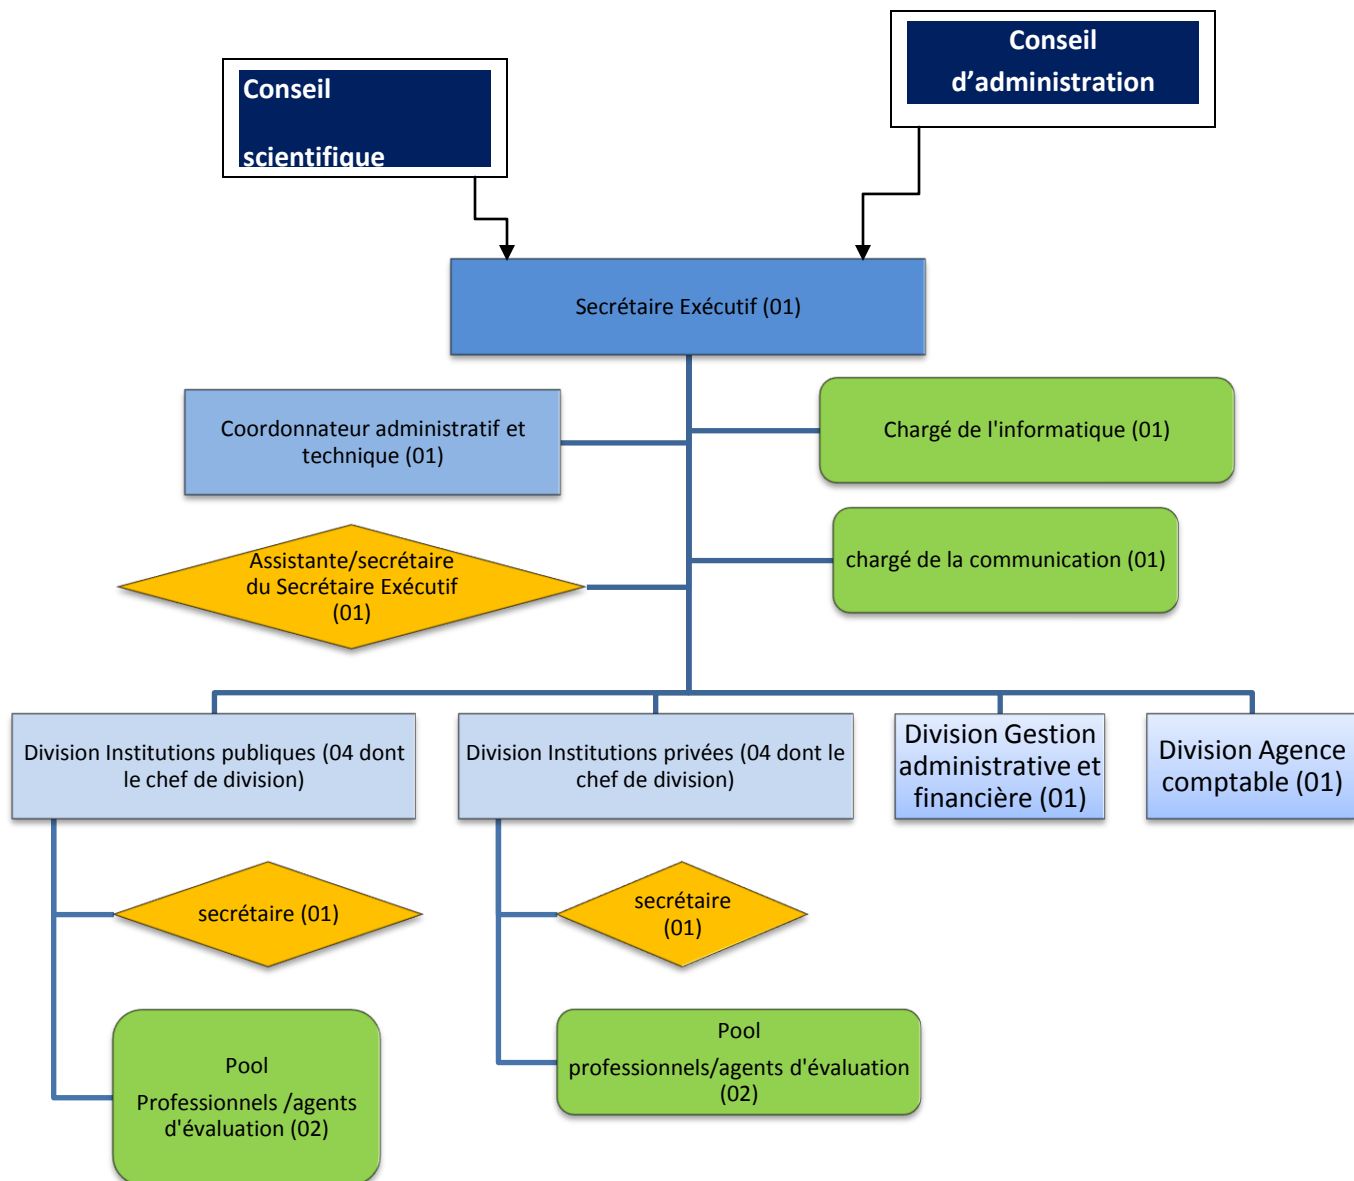 Conseil
d’administration
Conseil
scientifique
Secrétaire Exécutif (01)
Coordonnateur administratif et
technique (01)
Chargé de l'informatique (01)
Assistante/secrétaire
du Secrétaire Exécutif
(01)
chargé de la communication (01)
Division Institutions publiques (04 dont
le chef de division)
Division Institutions privées (04 dont le
chef de division)
Division Gestion
administrative et
financière (01)
Division Agence
comptable (01)
secrétaire (01)
secrétaire
(01)
Pool
Professionnels /agents
d'évaluation (02)
Pool
professionnels/agents d'évaluation
(02)